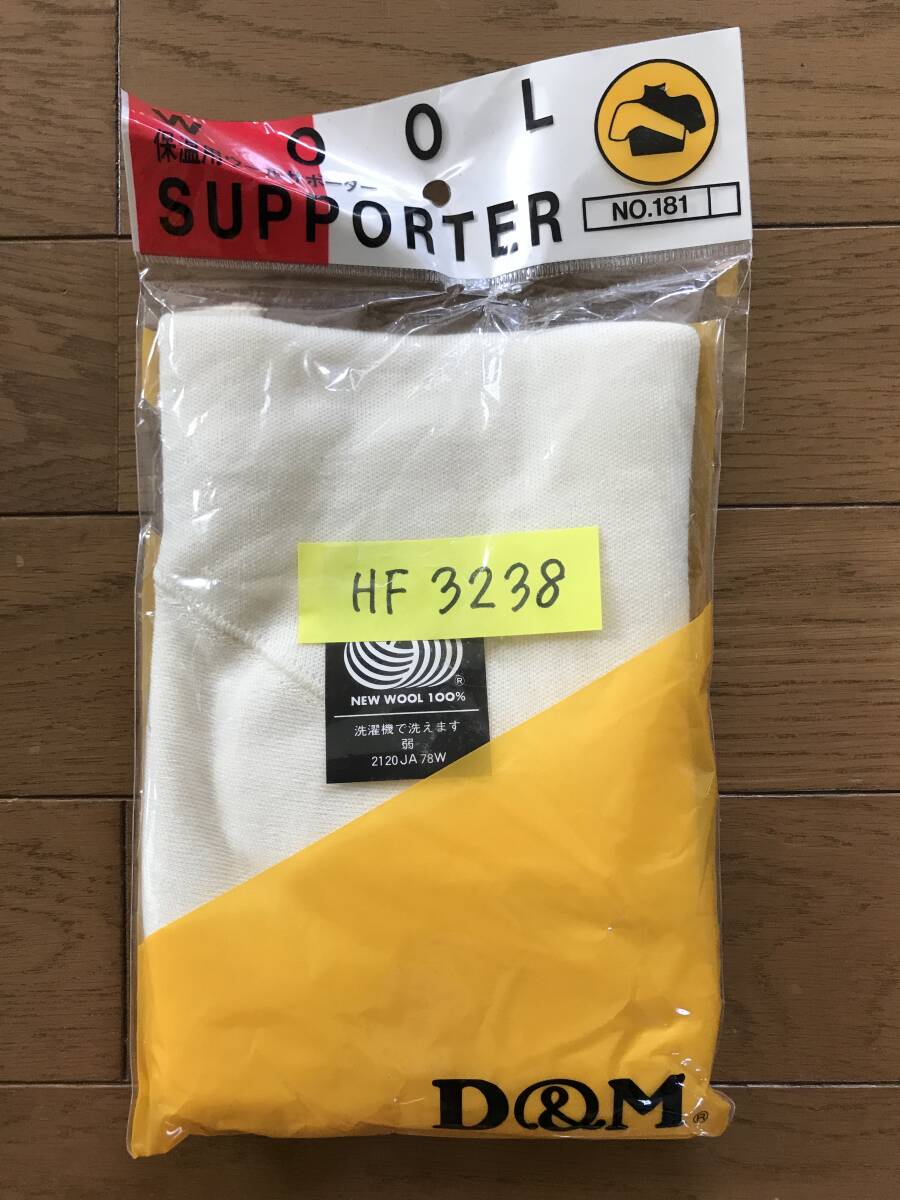 WOOL
保温用ウールサポーター
SUPPORTER
NO.181
HF 3238
®
NEW WOOL 100%
洗濯機で洗えます
弱
2120 JA 78W
D&M®